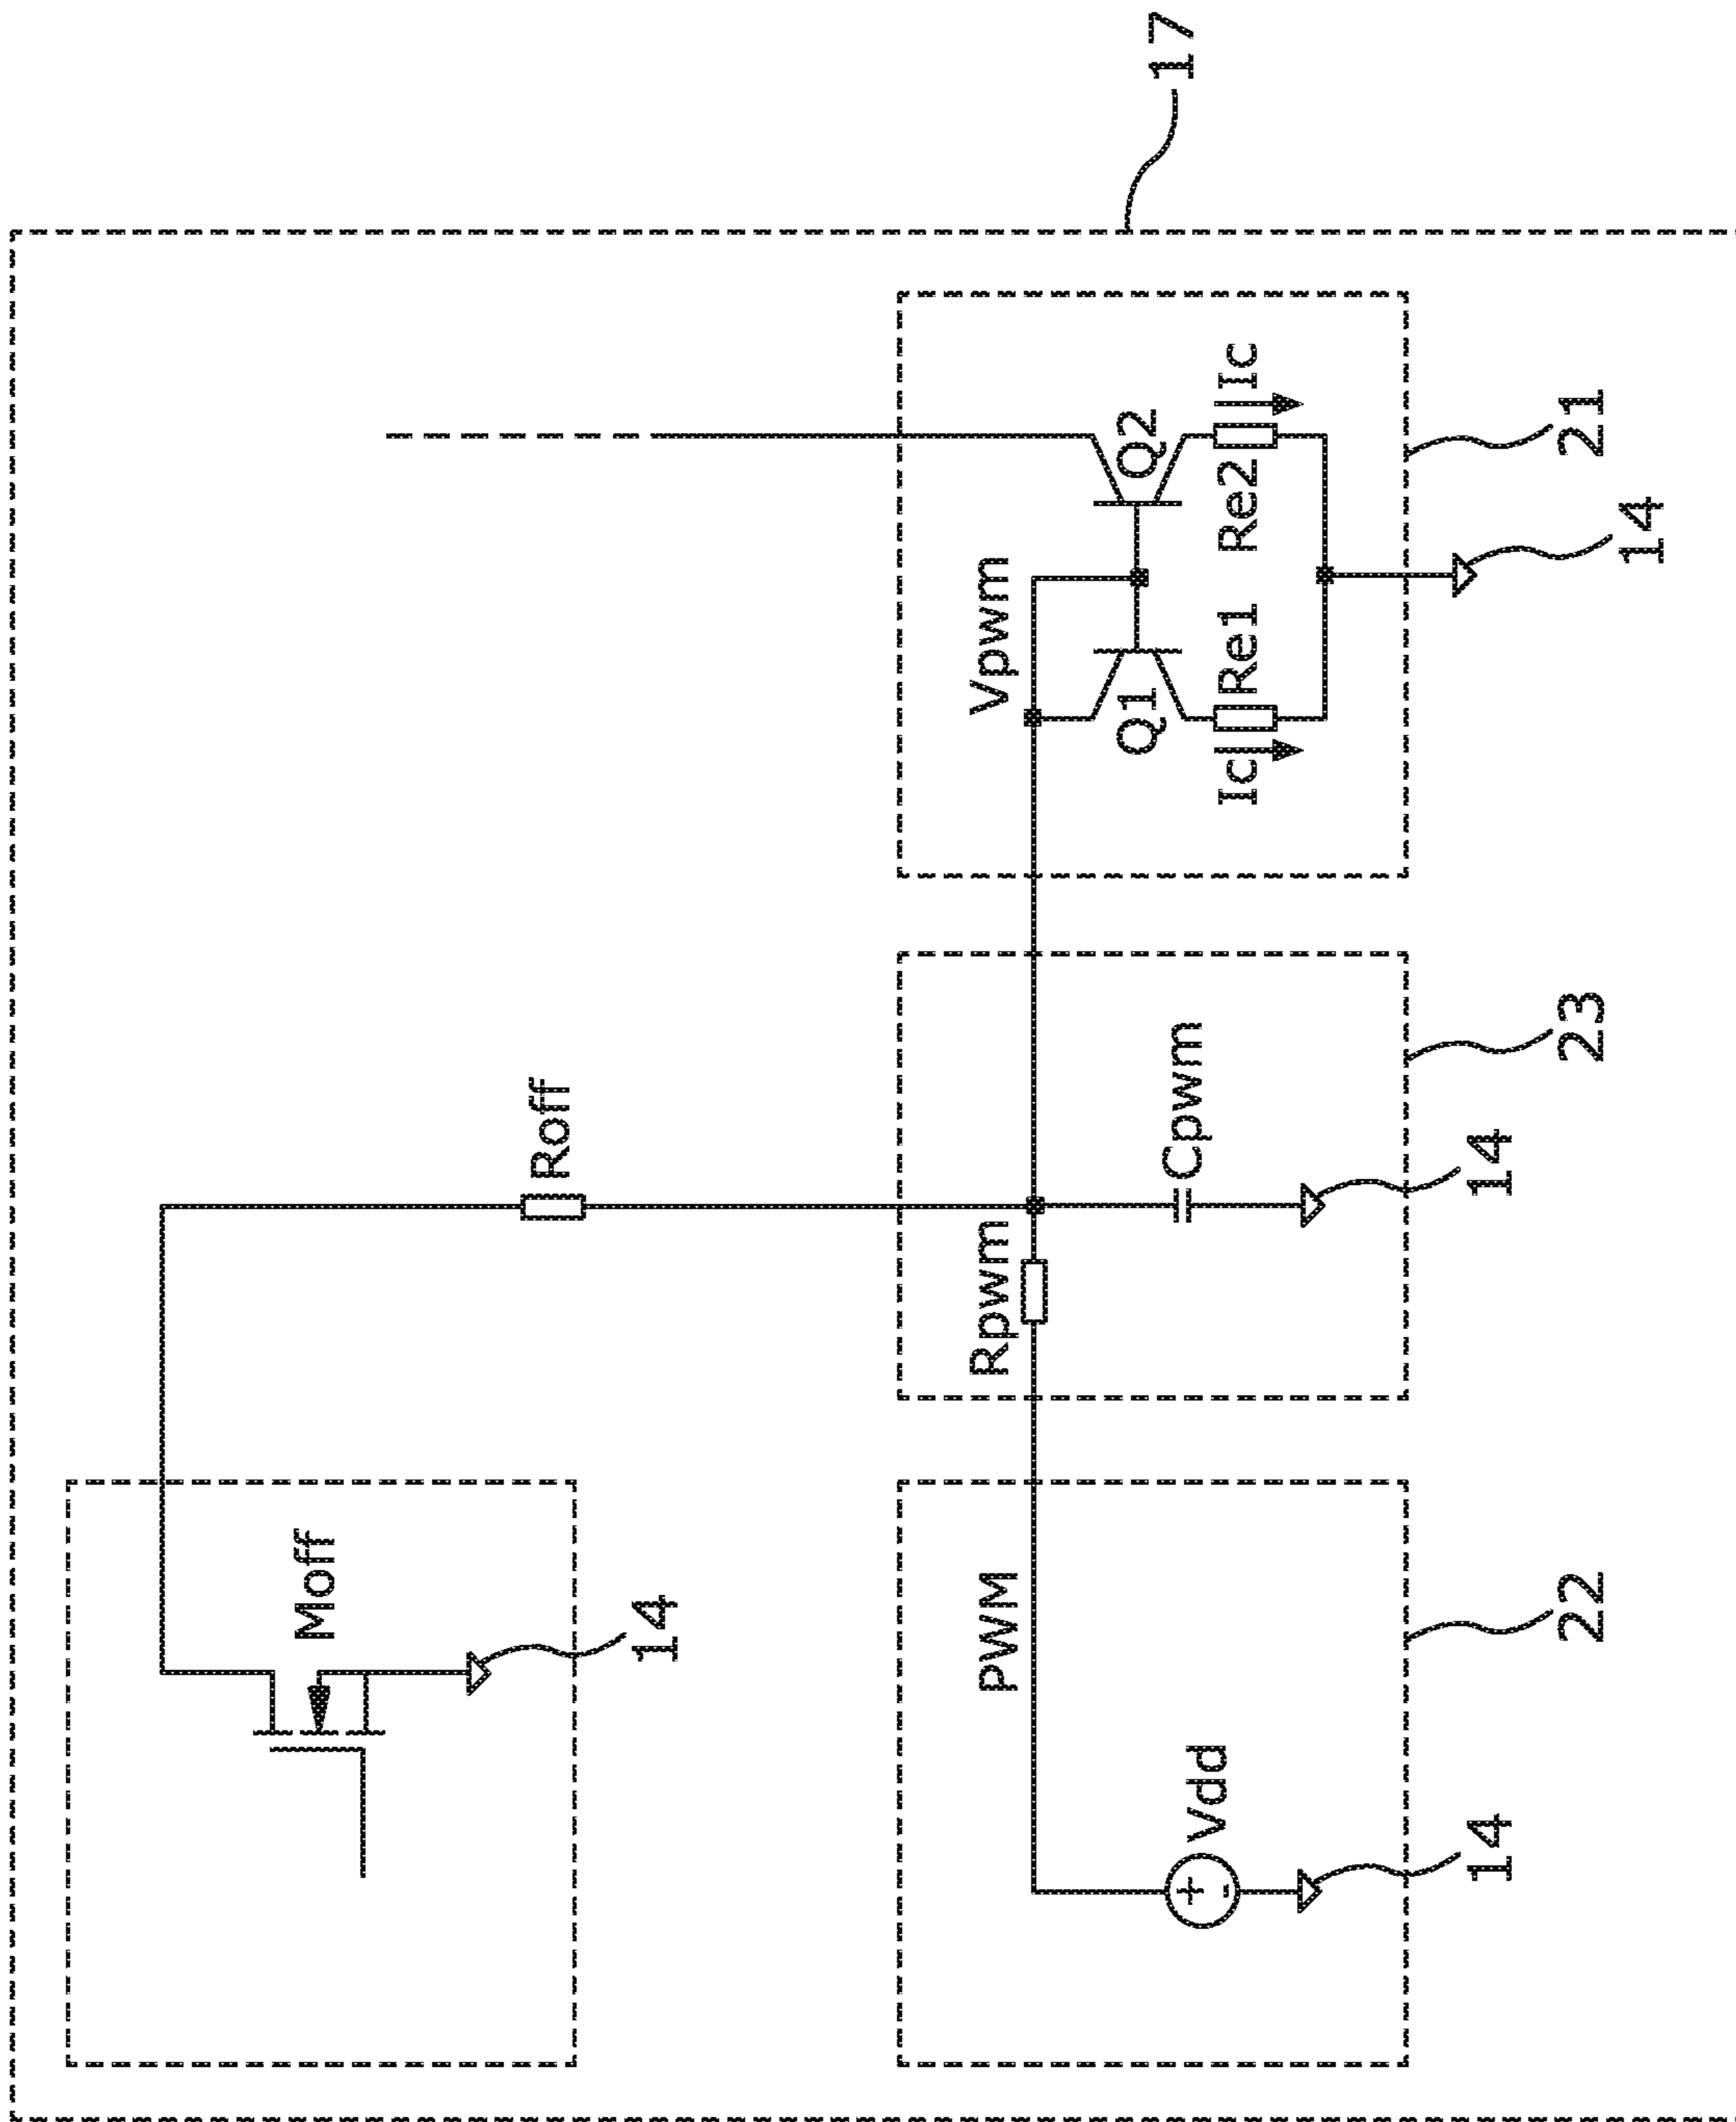 Moff
Roff
14
PWM
Rpwm
Vpwm
Q1
Q2
17
Vdd
+
-
Cpwm
Ic
Re1
Re2
Ic
14
14
22
23
21
14